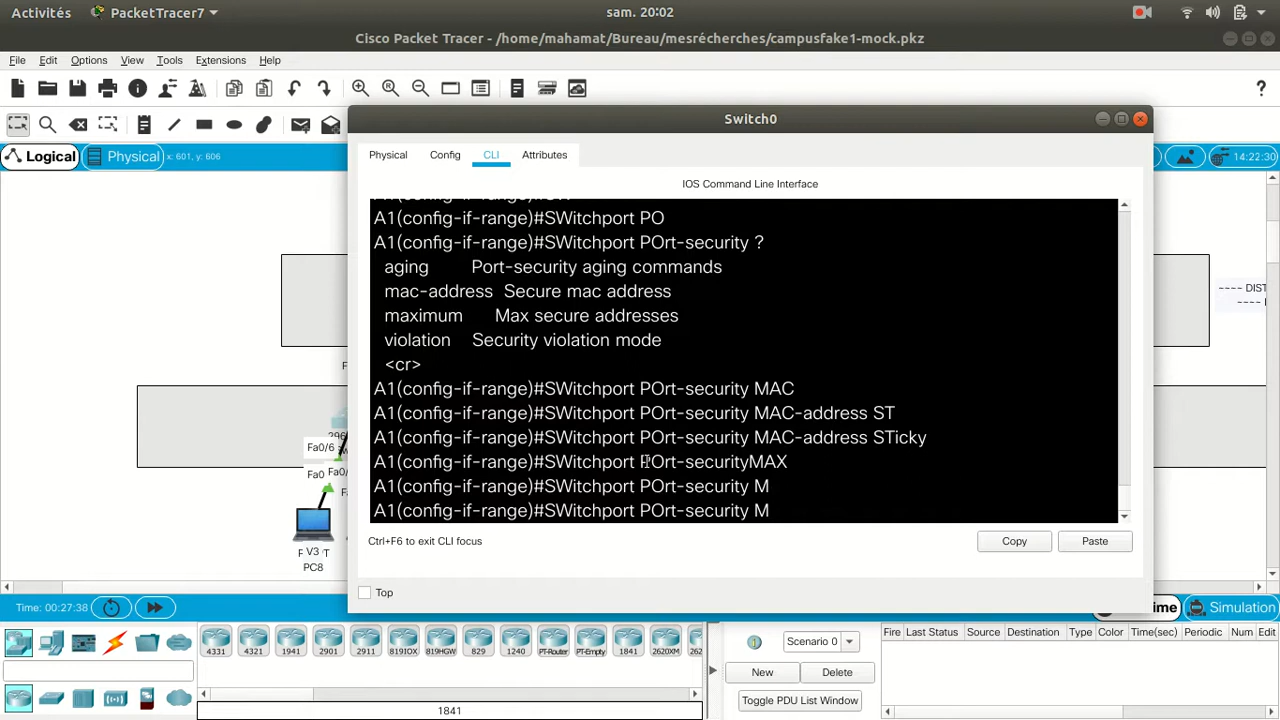 Activités PacketTracer7 sam. 20:02
Cisco Packet Tracer - /home/mahamat/Bureau/mesrécherches/campusfake1-mock.pkz
File Edit Options View Tools Extensions Help
Switch0
Logical Physical x: 601, y: 606 14:22:30
Physical Config CLI Attributes
IOS Command Line Interface
A1(config-if-range)#SWitchport PO
A1(config-if-range)#SWitchport POrt-security ?
aging Port-security aging commands
mac-address Secure mac address
maximum Max secure addresses
violation Security violation mode
<cr>
A1(config-if-range)#SWitchport POrt-security MAC
A1(config-if-range)#SWitchport POrt-security MAC-address ST
A1(config-if-range)#SWitchport POrt-security MAC-address STicky
A1(config-if-range)#SWitchport POrt-securityMAX
A1(config-if-range)#SWitchport POrt-security M
A1(config-if-range)#SWitchport POrt-security M
---- DIST
Fa0/6
Fa0 Fa0/
V3
PC8
Ctrl+F6 to exit CLI focus Copy Paste
Top
Time: 00:27:38 Simulation
Scenario 0 Fire Last Status Source Destination Type Color Time(sec) Periodic Num Edit
4331 4321 1941 2901 2911 819IOX 819HGW 829 1240 PT-Router PT-Empty 1841 2620XM
New Delete
Toggle PDU List Window
1841